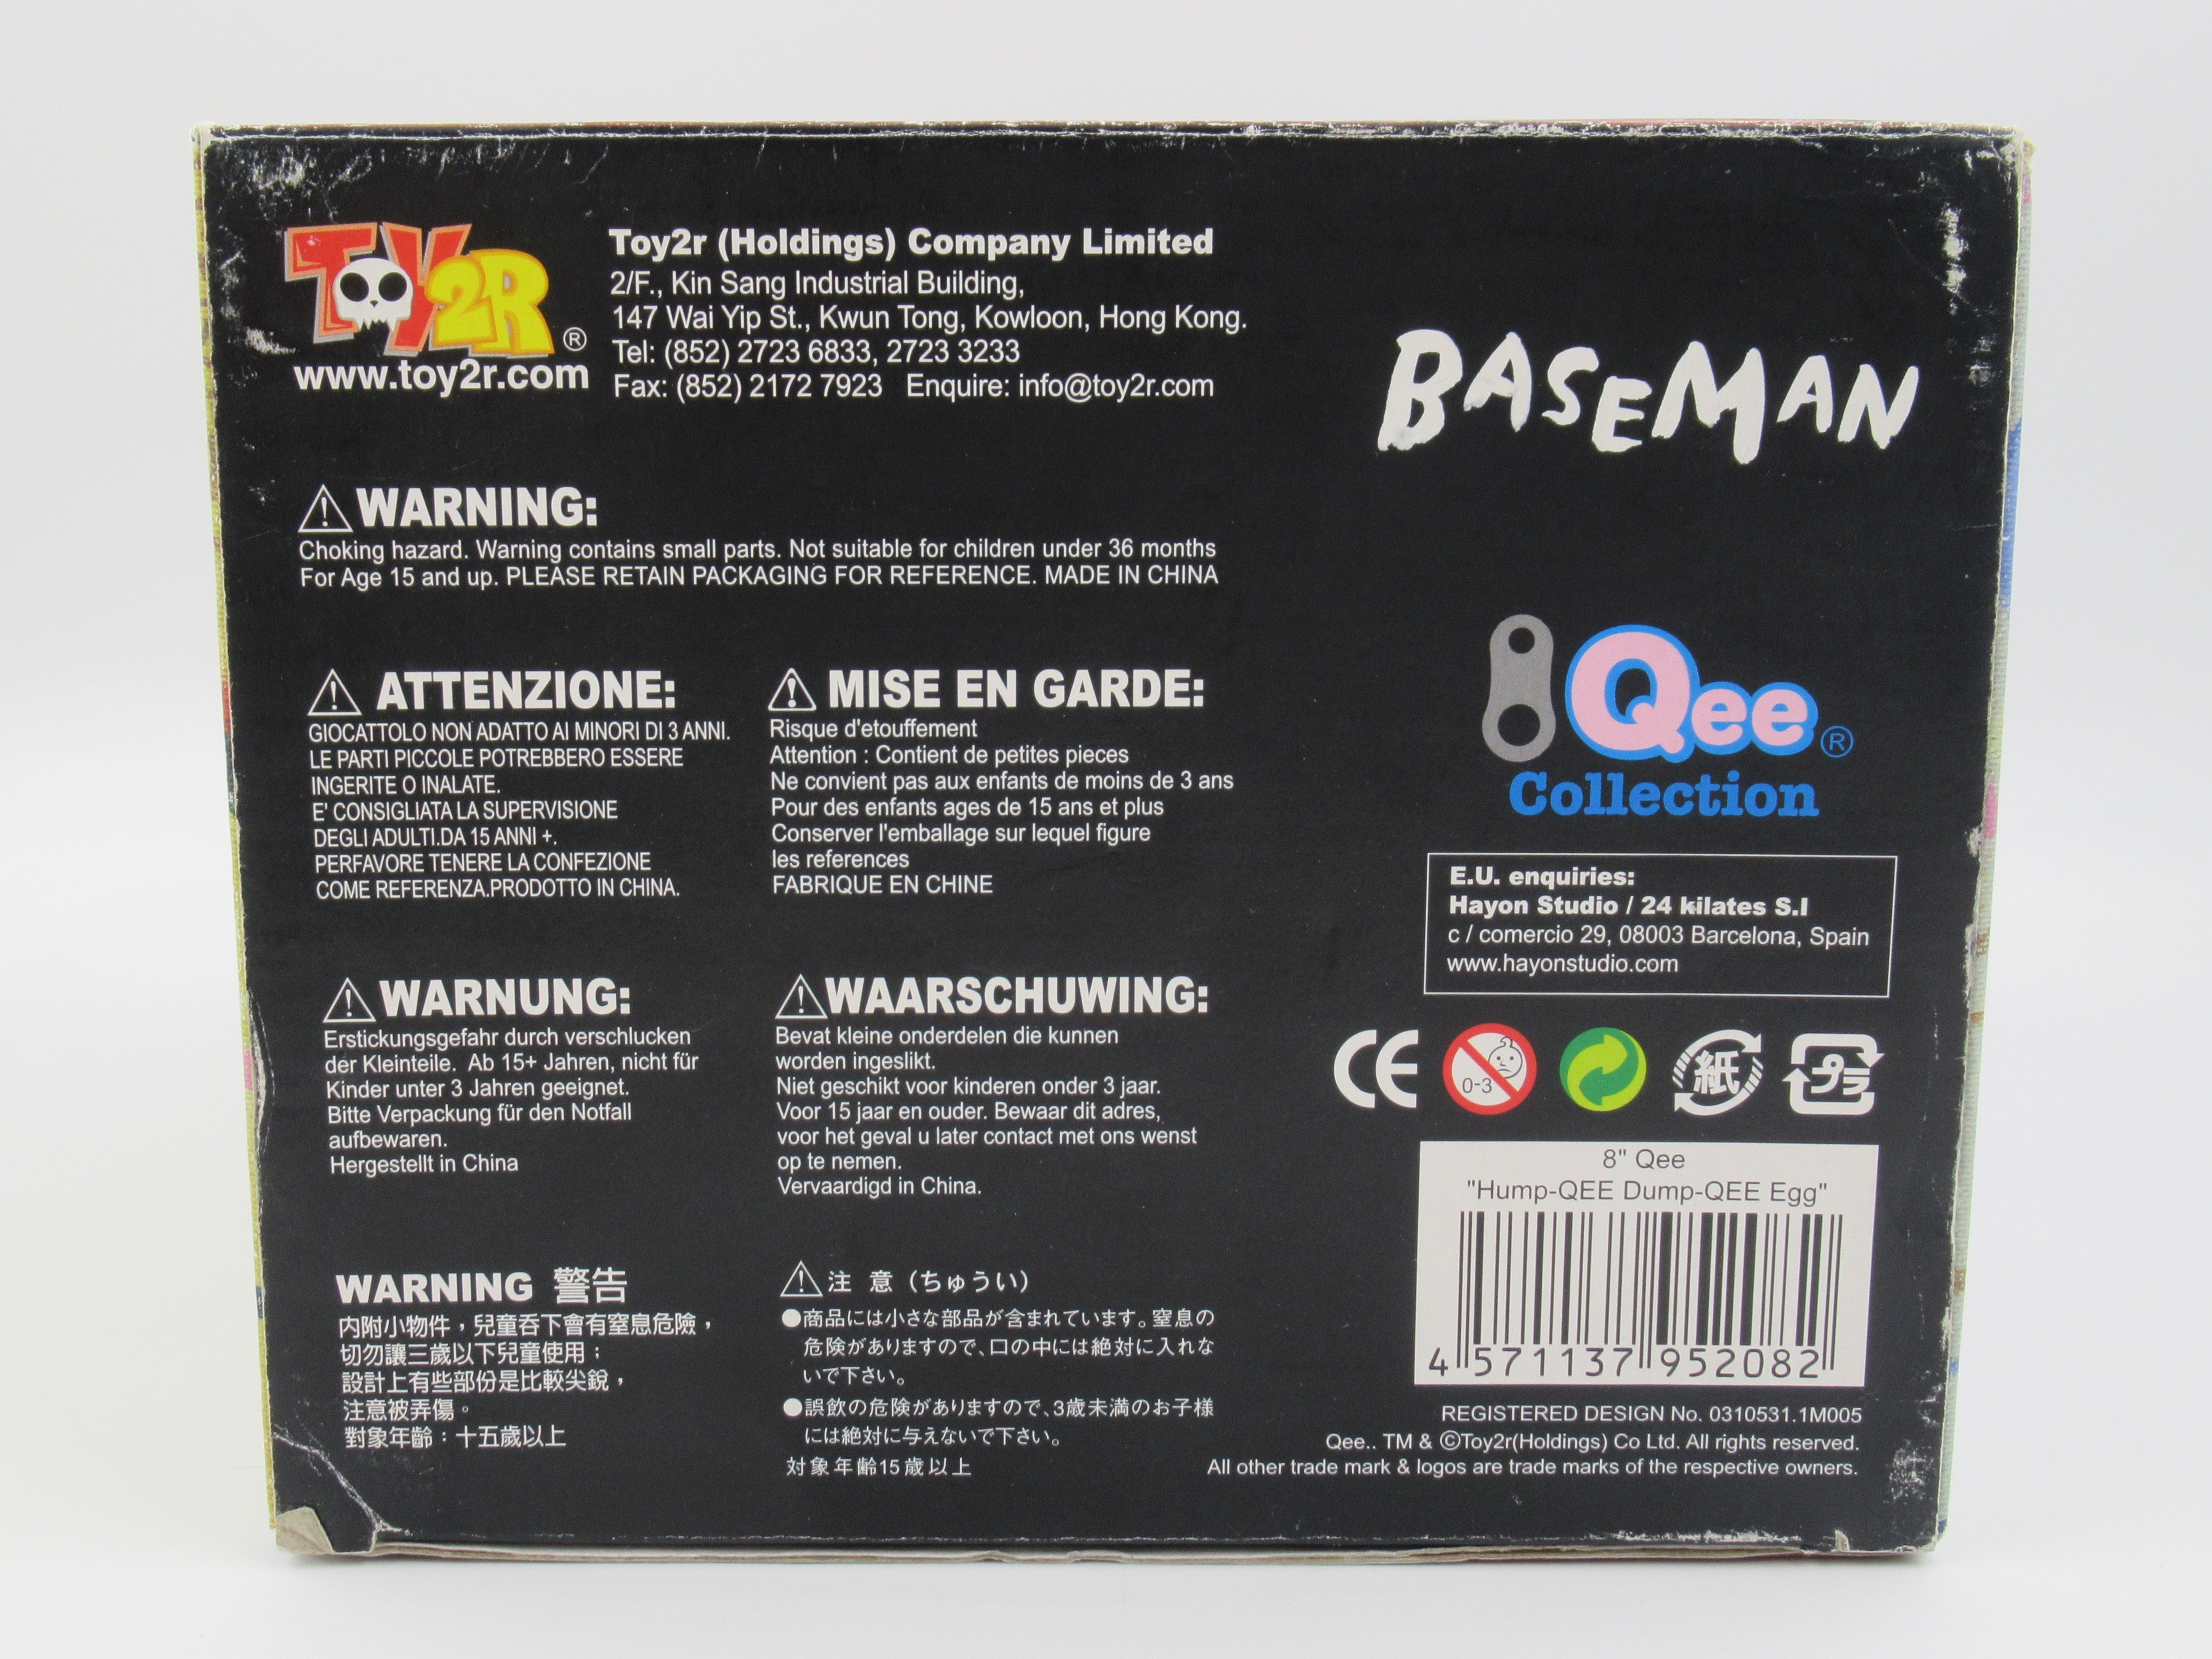 TOY2R ®
www.toy2r.com
Toy2r (Holdings) Company Limited
2/F., Kin Sang Industrial Building,
147 Wai Yip St., Kwun Tong, Kowloon, Hong Kong.
Tel: (852) 2723 6833, 2723 3233
Fax: (852) 2172 7923 Enquire: info@toy2r.com
BASEMAN
WARNING:
Choking hazard. Warning contains small parts. Not suitable for children under 36 months
For Age 15 and up. PLEASE RETAIN PACKAGING FOR REFERENCE. MADE IN CHINA
ATTENZIONE:
GIOCATTOLO NON ADATTO AI MINORI DI 3 ANNI.
LE PARTI PICCOLE POTREBBERO ESSERE
INGERITE O INALATE.
E' CONSIGLIATA LA SUPERVISIONE
DEGLI ADULTI.DA 15 ANNI +.
PERFAVORE TENERE LA CONFEZIONE
COME REFERENZA.PRODOTTO IN CHINA.
MISE EN GARDE:
Risque d'etouffement
Attention : Contient de petites pieces
Ne convient pas aux enfants de moins de 3 ans
Pour des enfants ages de 15 ans et plus
Conserver l'emballage sur lequel figure
les references
FABRIQUE EN CHINE
WARNUNG:
Erstickungsgefahr durch verschlucken
der Kleinteile. Ab 15+ Jahren, nicht für
Kinder unter 3 Jahren geeignet.
Bitte Verpackung für den Notfall
aufbewaren.
Hergestellt in China
WAARSCHUWING:
Bevat kleine onderdelen die kunnen
worden ingeslikt.
Niet geschikt voor kinderen onder 3 jaar.
Voor 15 jaar en ouder. Bewaar dit adres,
voor het geval u later contact met ons wenst
op te nemen.
Vervaardigd in China.
WARNING 警告
內附小物件，兒童吞下會有窒息危險，
切勿讓三歲以下兒童使用；
設計上有些部份是比較尖銳，
注意被弄傷。
對象年齡：十五歲以上
注 意（ちゅうい）
●商品には小さな部品が含まれています。窒息の
危険がありますので、口の中には絶対に入れな
いで下さい。
●誤飲の危険がありますので、3歳未満のお子様
には絶対に与えないで下さい。
対象年齢15歳以上
Qee ®
Collection
E.U. enquiries:
Hayon Studio / 24 kilates S.l
c / comercio 29, 08003 Barcelona, Spain
www.hayonstudio.com
CE 0-3 紙 プラ
8" Qee
"Hump-QEE Dump-QEE Egg"
4 571137 952082
REGISTERED DESIGN No. 0310531.1M005
Qee.. TM & ©Toy2r(Holdings) Co Ltd. All rights reserved.
All other trade mark & logos are trade marks of the respective owners.